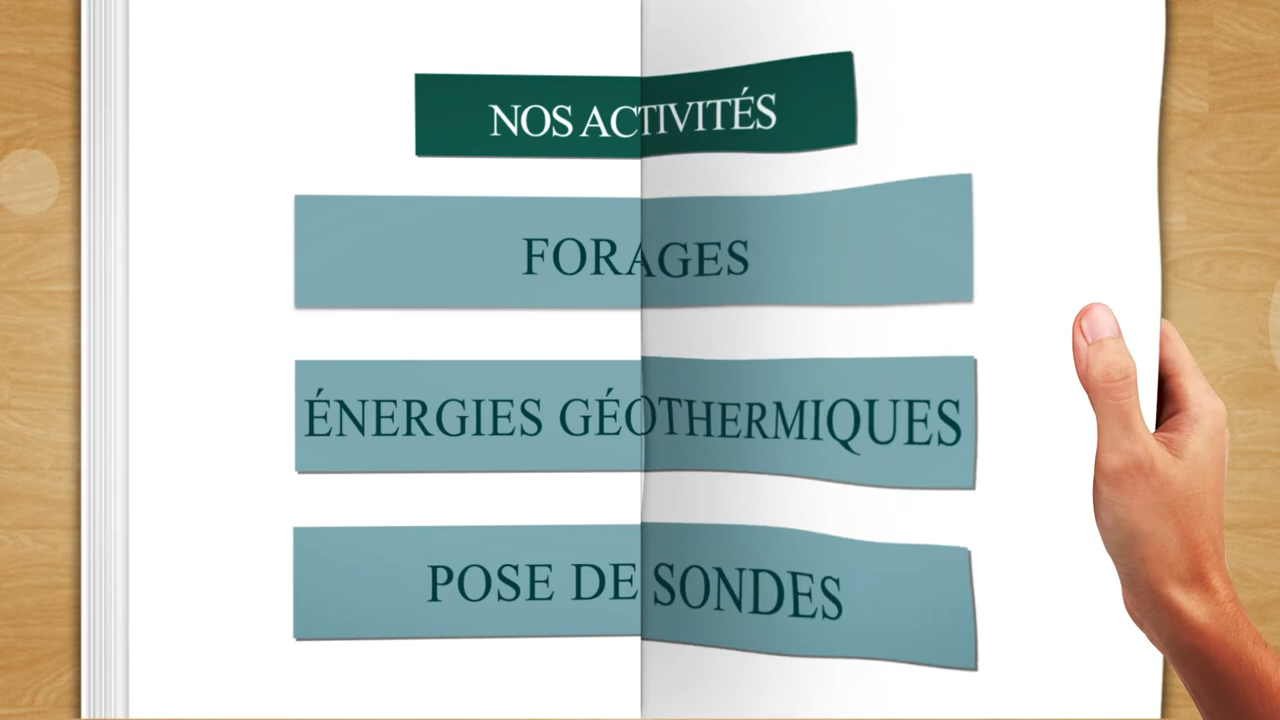 NOS ACTIVITÉS
FORAGES
ÉNERGIES GÉOTHERMIQUES
POSE DE SONDES